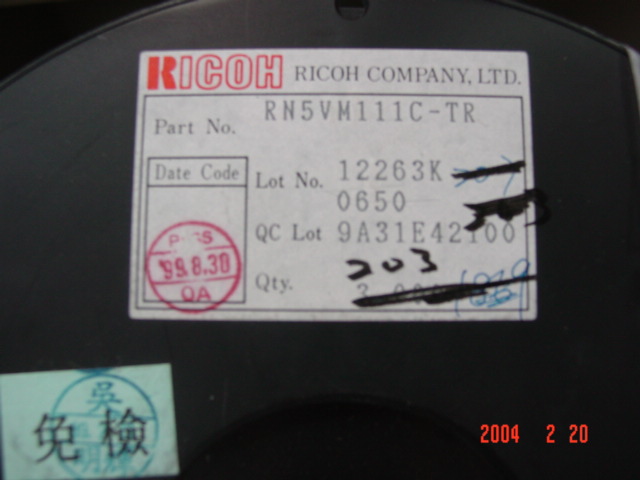 RICOH RICOH COMPANY, LTD.
Part No. RN5VM111C-TR
Date Code
Lot No. 12263K
0650
QC Lot 9A31E42100
PASS
'99.8.30
QA
203
Qty.
吳
免檢
2004 2 20